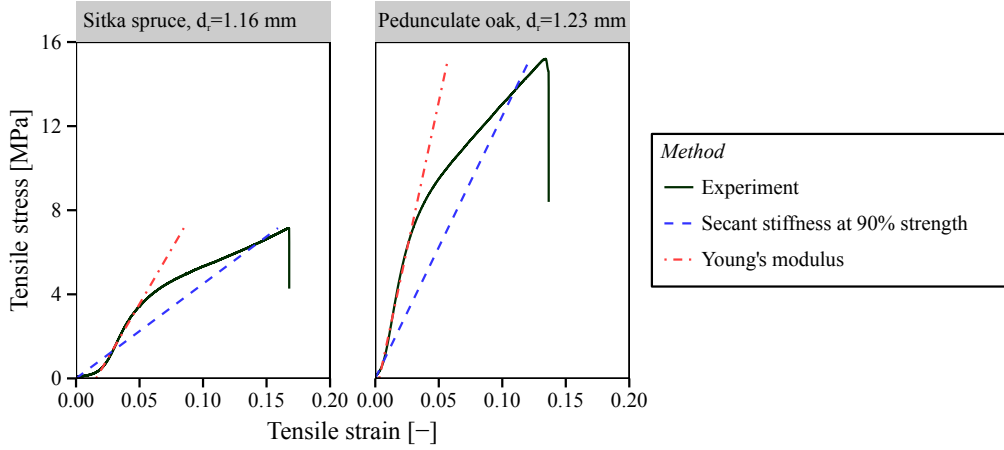 Sitka spruce, dᵣ=1.16 mm
Pedunculate oak, dᵣ=1.23 mm
16
12
8
4
0
Tensile stress [MPa]
0.00 0.05 0.10 0.15 0.20
0.00 0.05 0.10 0.15 0.20
Tensile strain [−]
Method
Experiment
Secant stiffness at 90% strength
Young's modulus